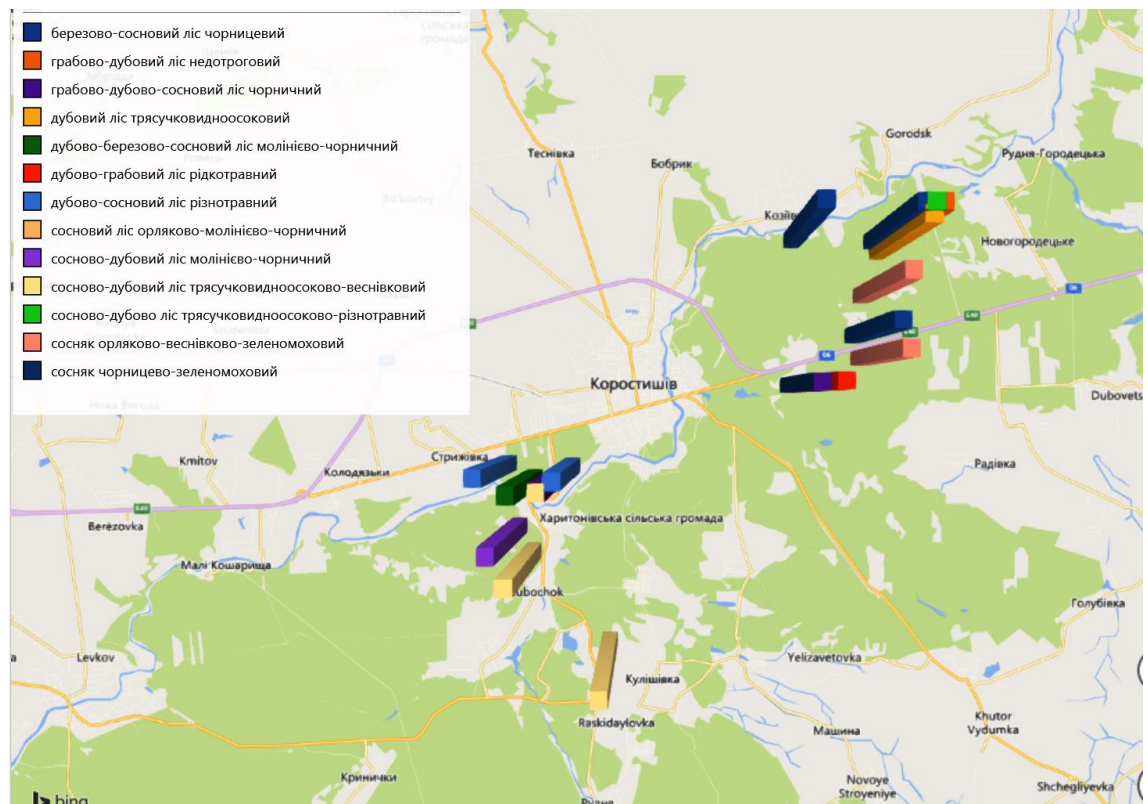 березово-сосновий ліс чорницевий
грабово-дубовий ліс недотроговий
грабово-дубово-сосновий ліс чорничний
дубовий ліс трясучковидноосоковий
дубово-березово-сосновий ліс молінієво-чорничний
дубово-грабовий ліс рідкотравний
дубово-сосновий ліс різнотравний
сосновий ліс орляково-молінієво-чорничний
сосново-дубовий ліс молінієво-чорничний
сосново-дубовий ліс трясучковидноосоково-веснівковий
сосново-дубово ліс трясучковидноосоково-різнотравний
сосняк орляково-веснівково-зеленомоховий
сосняк чорницево-зеленомоховий
Gorodsk
Теснівка
Рудня-Городецька
Бобрик
Новогородецьке
Коростишів
Dubovets
Стрижівка
Kmitov
Колодязьки
Радівка
Berezovka
Харитонівська сільська громада
Малі Кошарища
ubochok
Голубівка
Levkov
Yelizavetovka
Кулішівка
Raskidaylovka
Машина
Khutor
Vydumka
Кринички
Novoye
Stroyeniye
Shchegliyevka
bing
Рудня